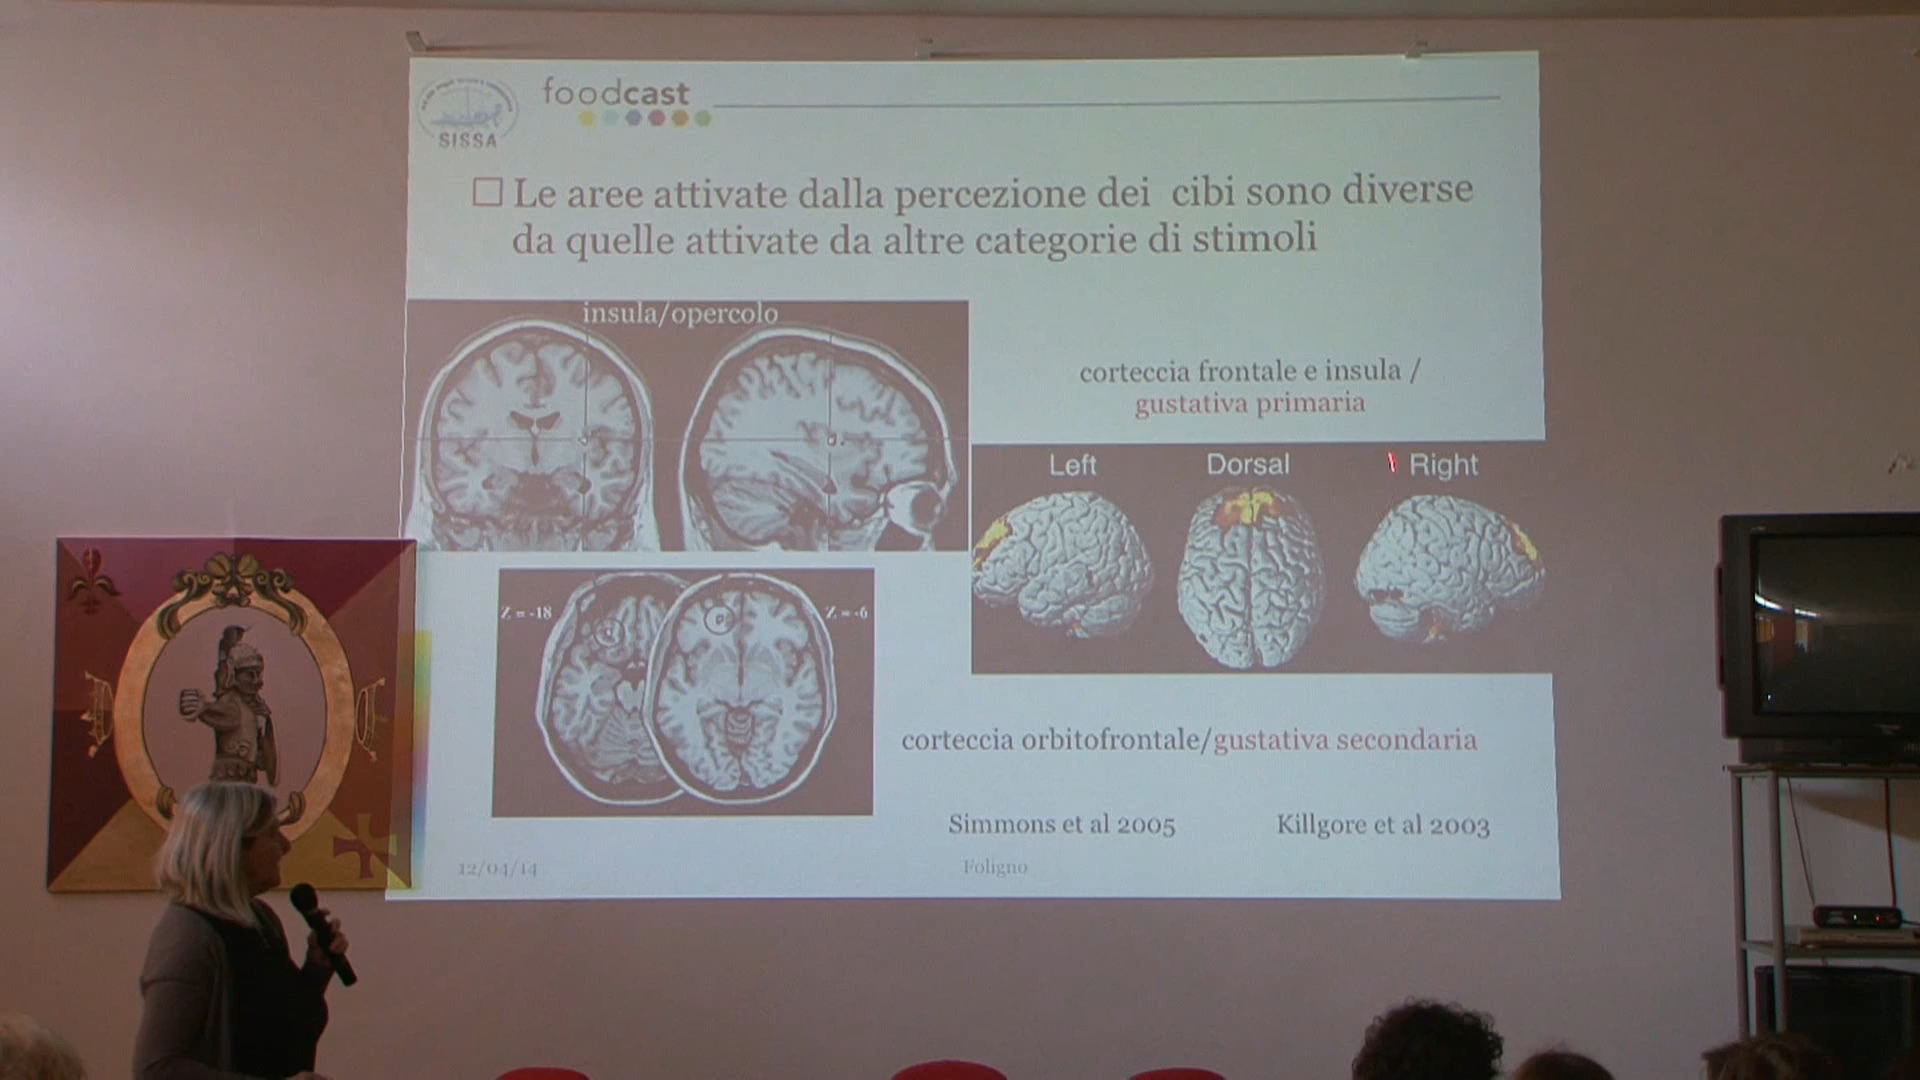 foodcast
SISSA
Le aree attivate dalla percezione dei cibi sono diverse
da quelle attivate da altre categorie di stimoli
insula/opercolo
corteccia frontale e insula /
gustativa primaria
Left Dorsal Right
Z = -18 Z = -6
corteccia orbitofrontale/gustativa secondaria
Simmons et al 2005 Killgore et al 2003
12/04/14 Foligno